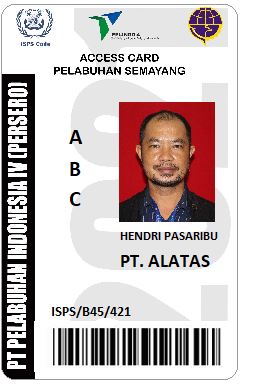 ISPS Code
PELINDO 4
ACCESS CARD
PELABUHAN SEMAYANG
PT PELABUHAN INDONESIA IV (PERSERO)
A
B
C
HENDRI PASARIBU
PT. ALATAS
ISPS/B45/421